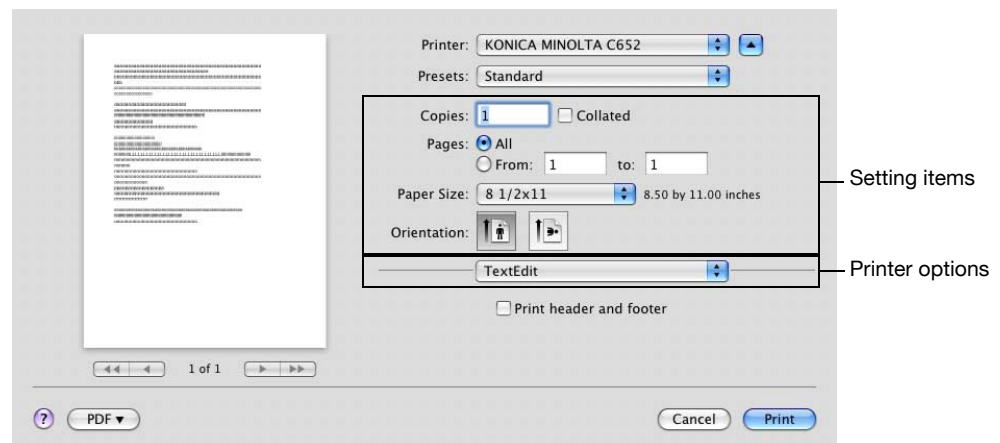 Printer: KONICA MINOLTA C652
Presets: Standard
Copies: 1 Collated
Pages: All
From: 1 to: 1
Paper Size: 8 1/2x11 8.50 by 11.00 inches
Orientation:
TextEdit
Print header and footer
Setting items
Printer options
1 of 1
? PDF ▼
Cancel Print